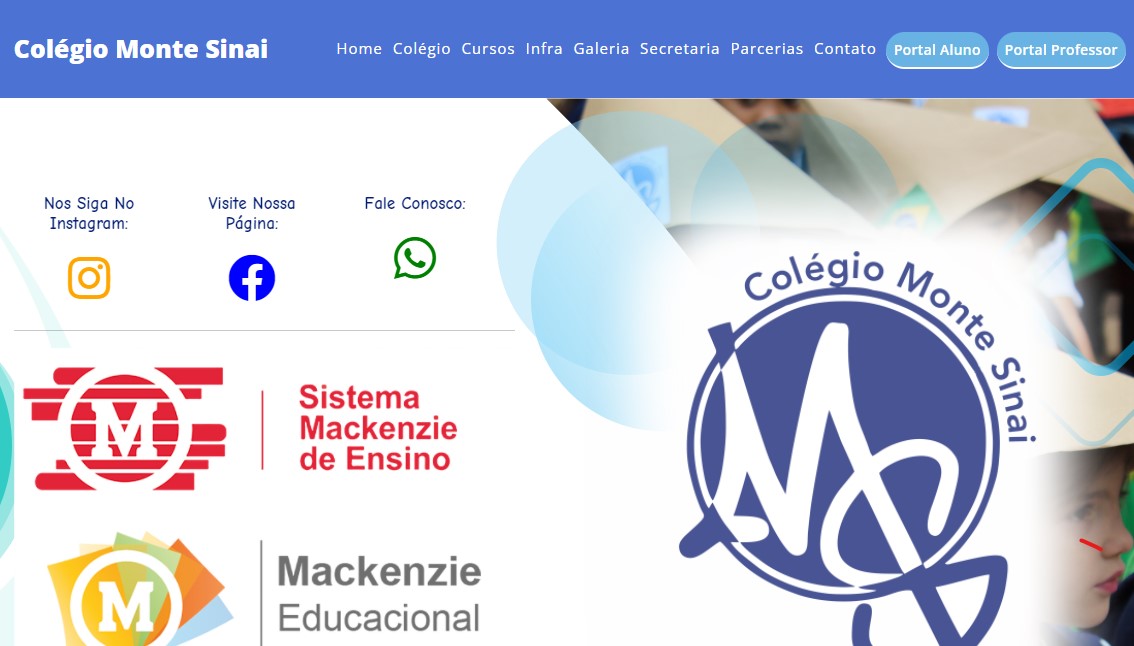 Colégio Monte Sinai
Home Colégio Cursos Infra Galeria Secretaria Parcerias Contato Portal Aluno Portal Professor
Nos Siga No
Instagram:
Visite Nossa
Página:
Fale Conosco:
M
Sistema
Mackenzie
de Ensino
M
Mackenzie
Educacional
Colégio Monte Sinai